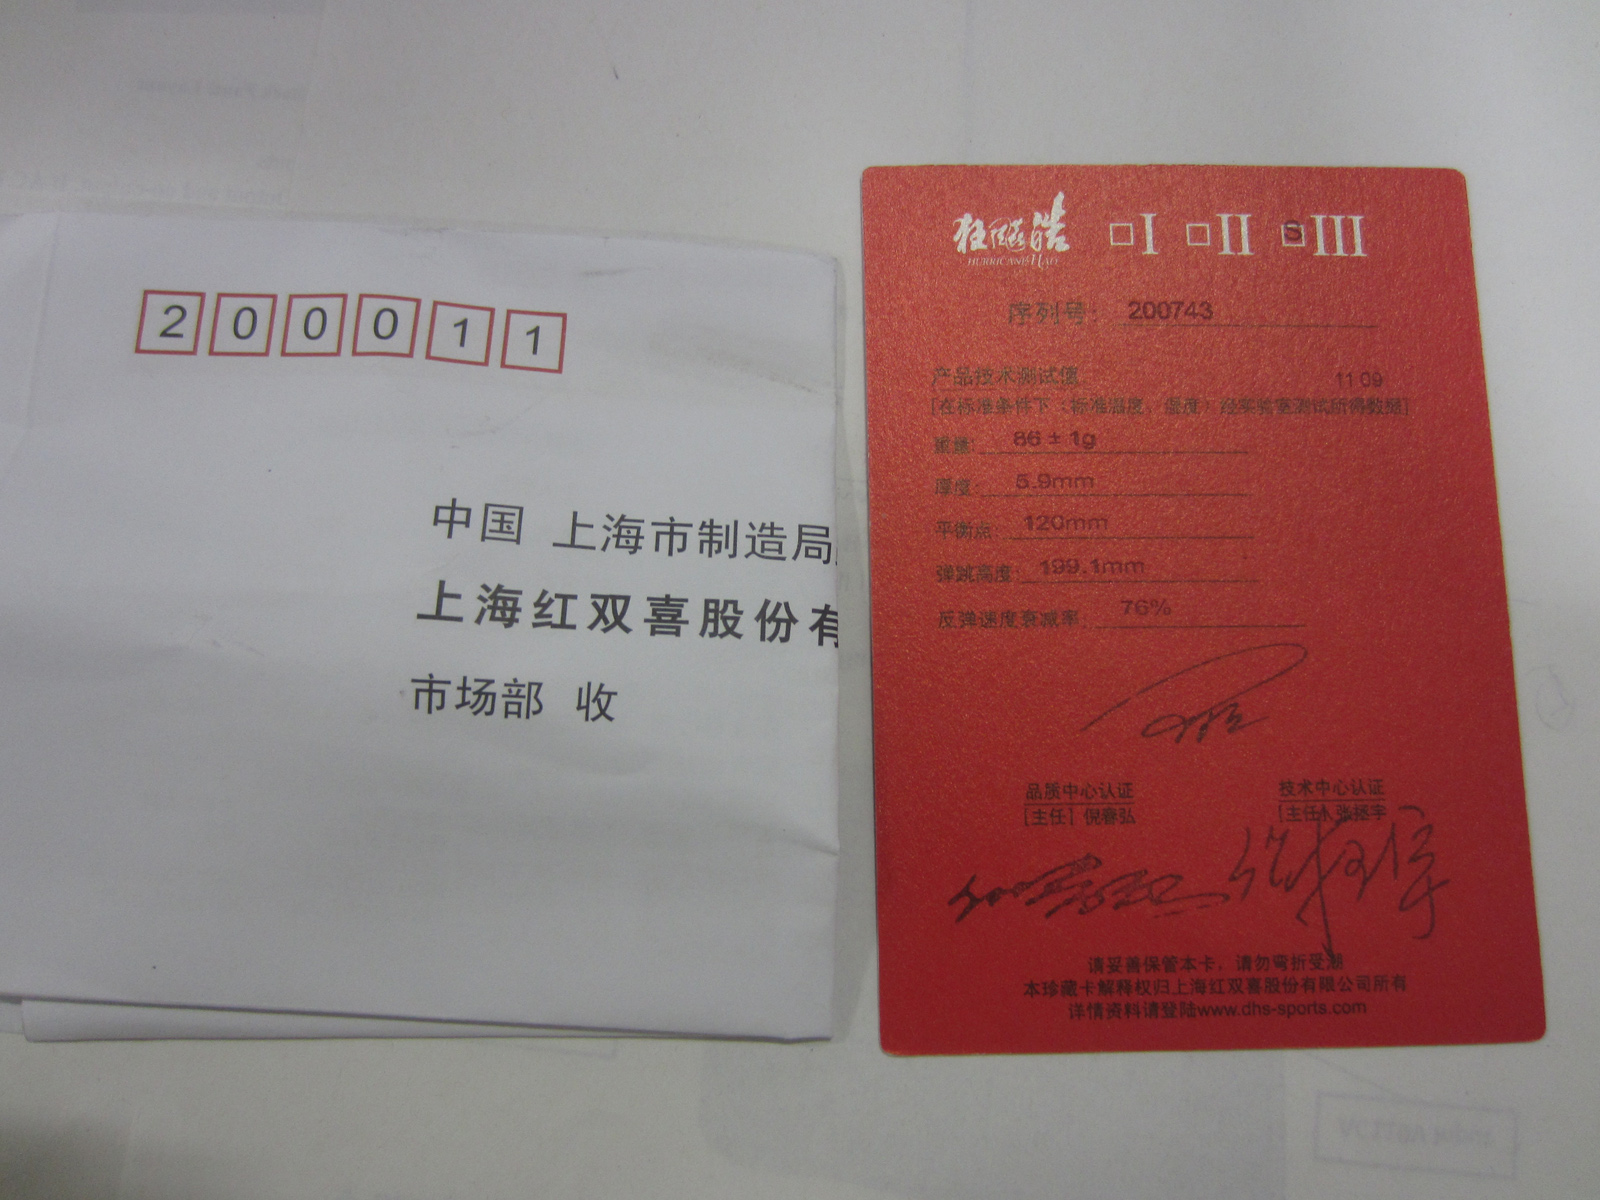 200011
中国 上海市制造局
上海红双喜股份有
市场部 收
狂飚皓 □I □II □III
HURRICANE HAO S
序列号: 200743
产品技术测试值 11 09
[在标准条件下(标准温度、湿度)经实验室测试所得数据]
重量: 86 ± 1g
厚度: 5.9mm
平衡点: 120mm
弹跳高度: 199.1mm
反弹速度衰减率: 76%
品质中心认证 技术中心认证
[主任] 倪春弘 [主任]
请妥善保管本卡，请勿弯折受潮
本珍藏卡解释权归上海红双喜股份有限公司所有
详情资料请登陆www.dhs-sports.com